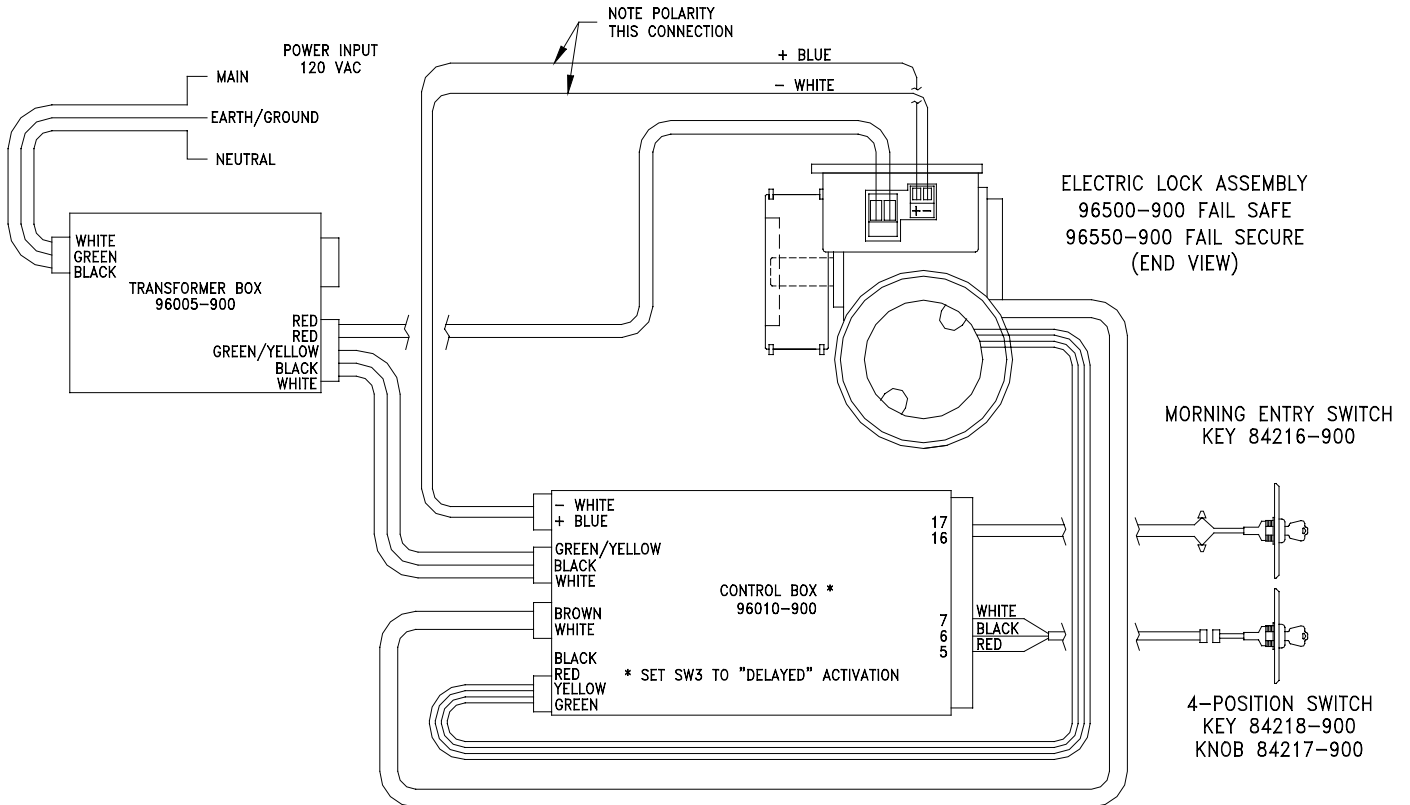 NOTE POLARITY
THIS CONNECTION
POWER INPUT
120 VAC
+ BLUE
- WHITE
MAIN
EARTH/GROUND
NEUTRAL
ELECTRIC LOCK ASSEMBLY
96500-900 FAIL SAFE
96550-900 FAIL SECURE
(END VIEW)
+-
WHITE
GREEN
BLACK
TRANSFORMER BOX
96005-900
RED
RED
GREEN/YELLOW
BLACK
WHITE
MORNING ENTRY SWITCH
KEY 84216-900
- WHITE
+ BLUE
GREEN/YELLOW
BLACK
WHITE
BROWN
WHITE
BLACK
RED
YELLOW
GREEN
CONTROL BOX *
96010-900
* SET SW3 TO "DELAYED" ACTIVATION
17
16
7
6
5
WHITE
BLACK
RED
4-POSITION SWITCH
KEY 84218-900
KNOB 84217-900